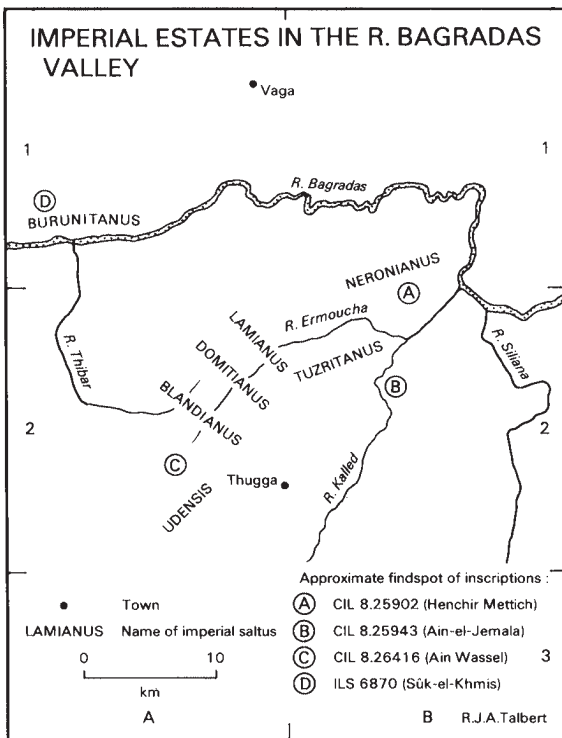 IMPERIAL ESTATES IN THE R. BAGRADAS
VALLEY
Vaga
1 1
R. Bagradas
D
BURUNITANUS
NERONIANUS
A
R. Ermoucha
LAMIANUS
R. Thibar
DOMITIANUS
TUZRITANUS
R. Siliana
BLANDIANUS
B
2 2
C
Thugga
R. Kalled
UDENSIS
Approximate findspot of inscriptions :
Town
A CIL 8.25902 (Henchir Mettich)
LAMIANUS Name of imperial saltus
B CIL 8.25943 (Ain-el-Jemala)
0 10
km
C CIL 8.26416 (Ain Wassel) 3
D ILS 6870 (Sûk-el-Khmis)
A B R.J.A.Talbert